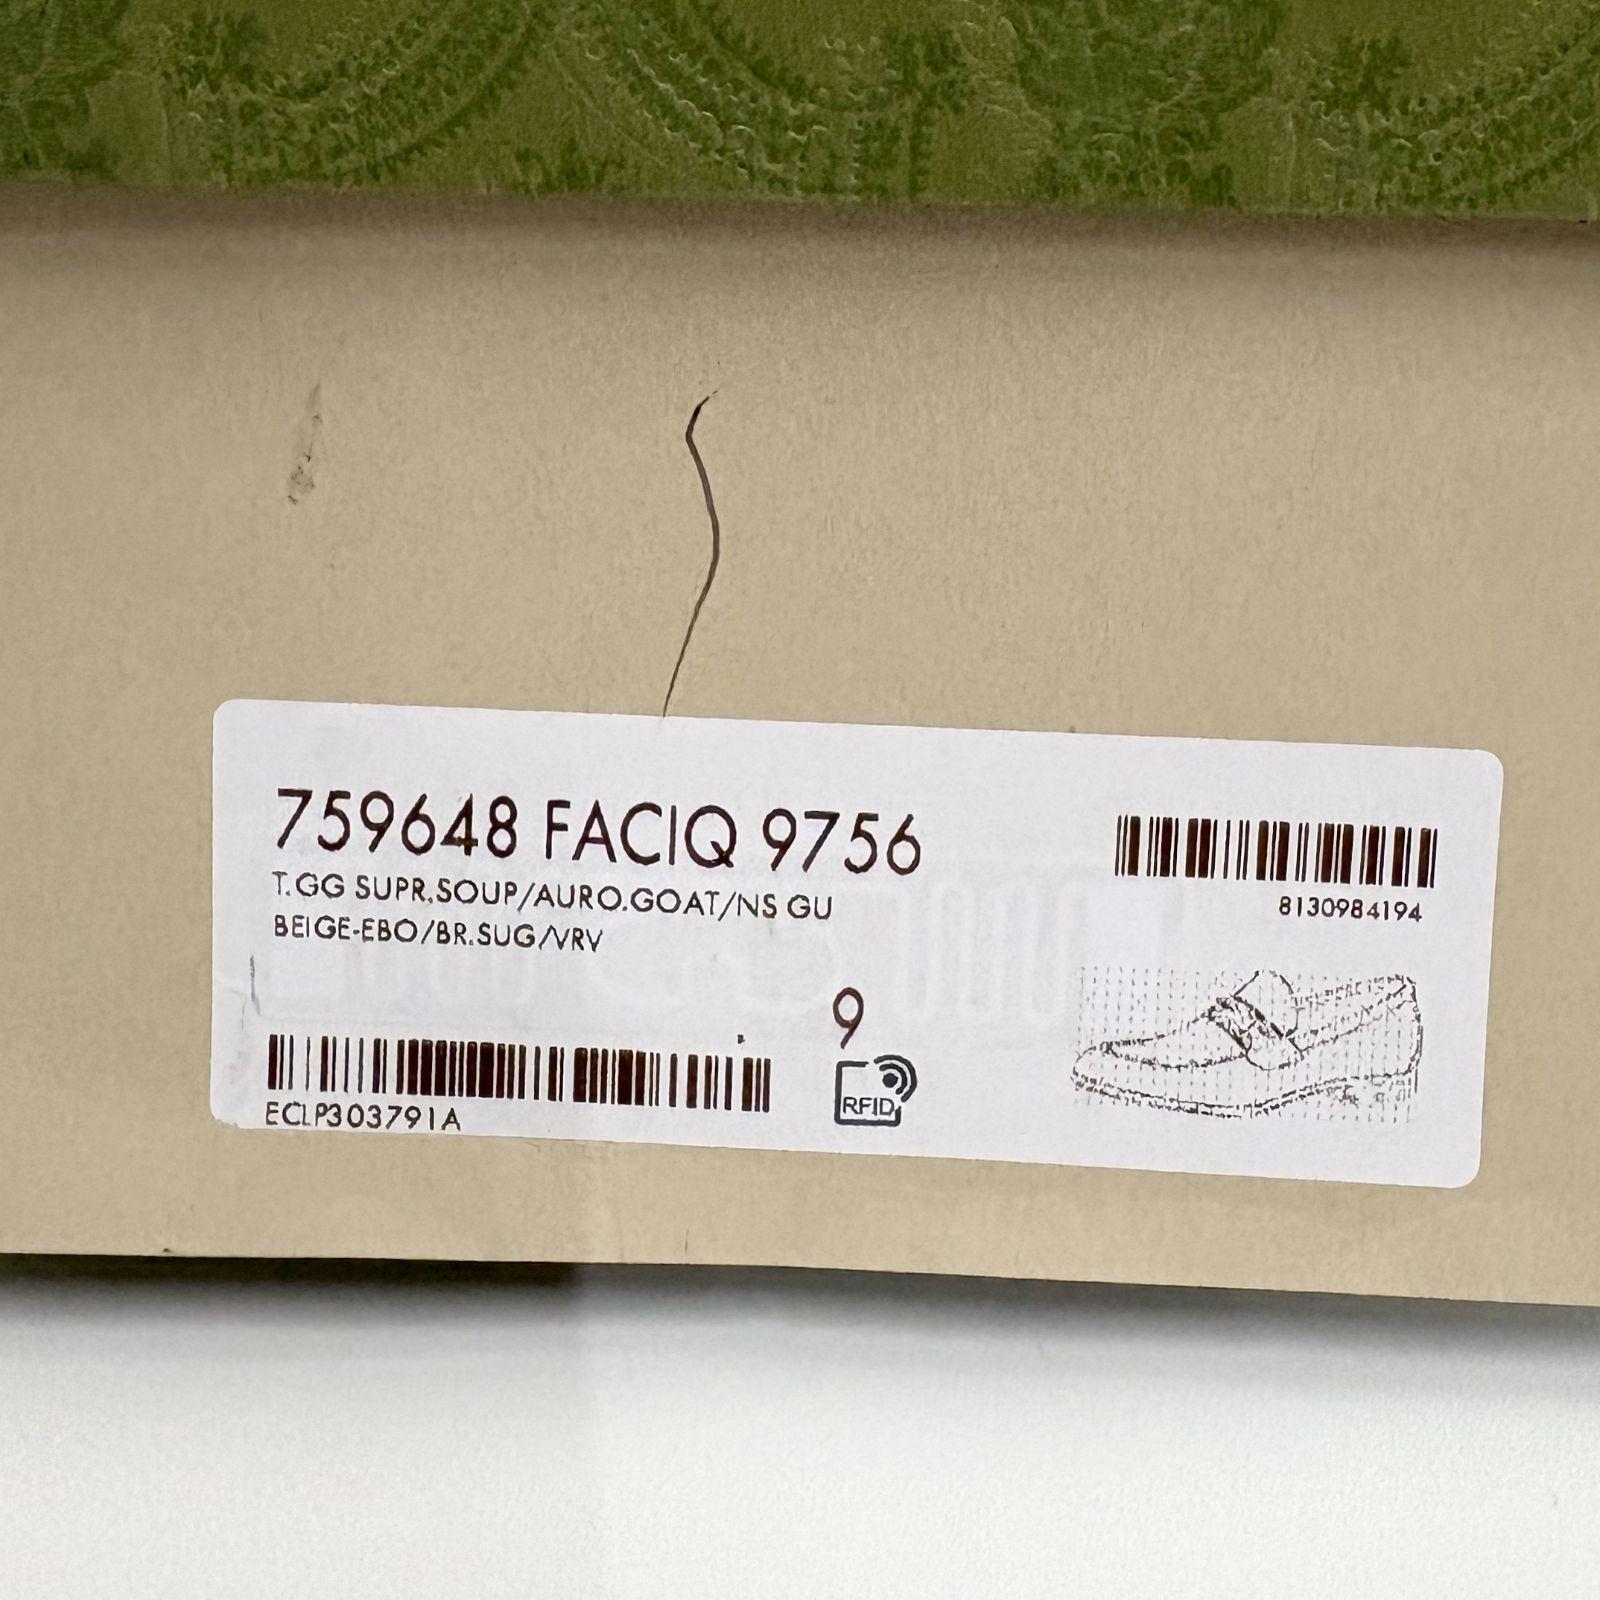 759648 FACIQ 9756
T.GG SUPR.SOUP/AURO.GOAT/NS GU
BEIGE-EBO/BR.SUG/VRV
8130984194
9
ECLP303791A
RFID